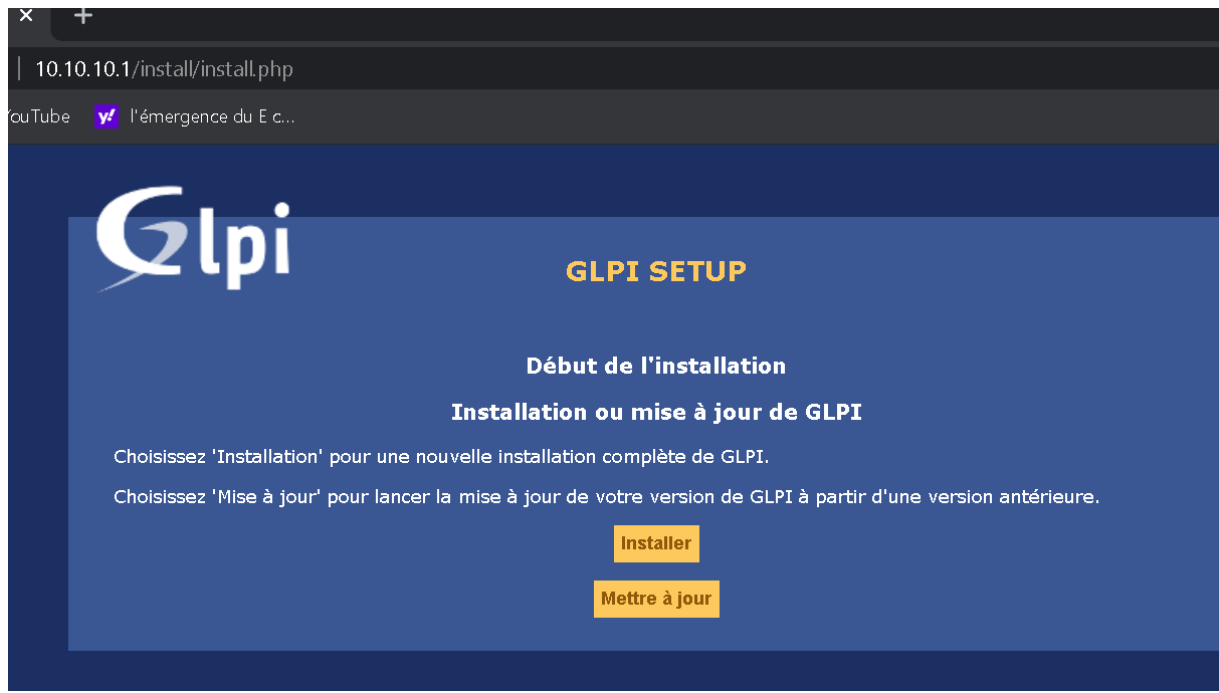 10.10.10.1/install/install.php
YouTube y! l'émergence du E c...
Glpi
GLPI SETUP
Début de l'installation
Installation ou mise à jour de GLPI
Choisissez 'Installation' pour une nouvelle installation complète de GLPI.
Choisissez 'Mise à jour' pour lancer la mise à jour de votre version de GLPI à partir d'une version antérieure.
Installer
Mettre à jour